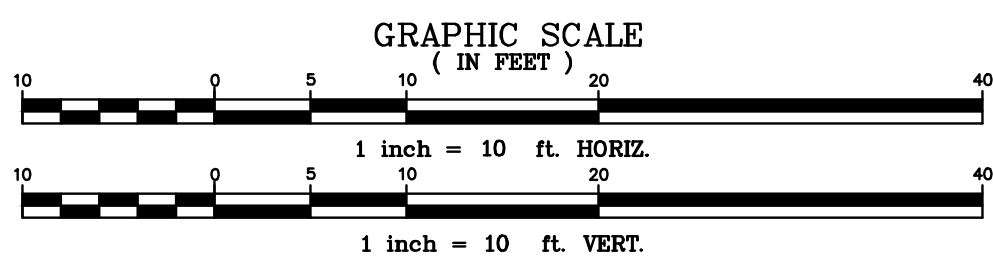 GRAPHIC SCALE
( IN FEET )
10 0 5 10 20 40
1 inch = 10 ft. HORIZ.
10 0 5 10 20 40
1 inch = 10 ft. VERT.